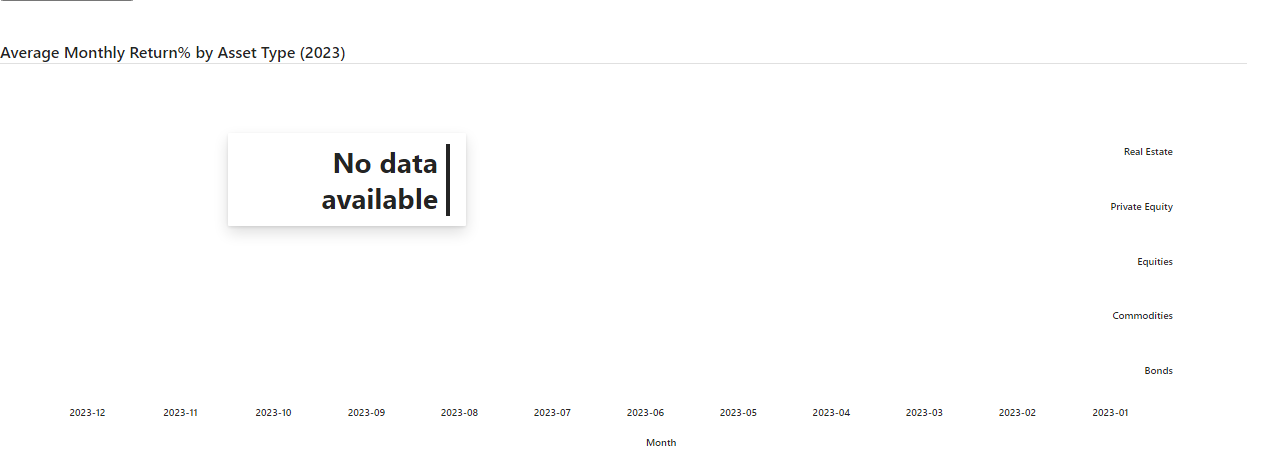 Average Monthly Return% by Asset Type (2023)
No data
available
Real Estate
Private Equity
Equities
Commodities
Bonds
2023-12 2023-11 2023-10 2023-09 2023-08 2023-07 2023-06 2023-05 2023-04 2023-03 2023-02 2023-01
Month